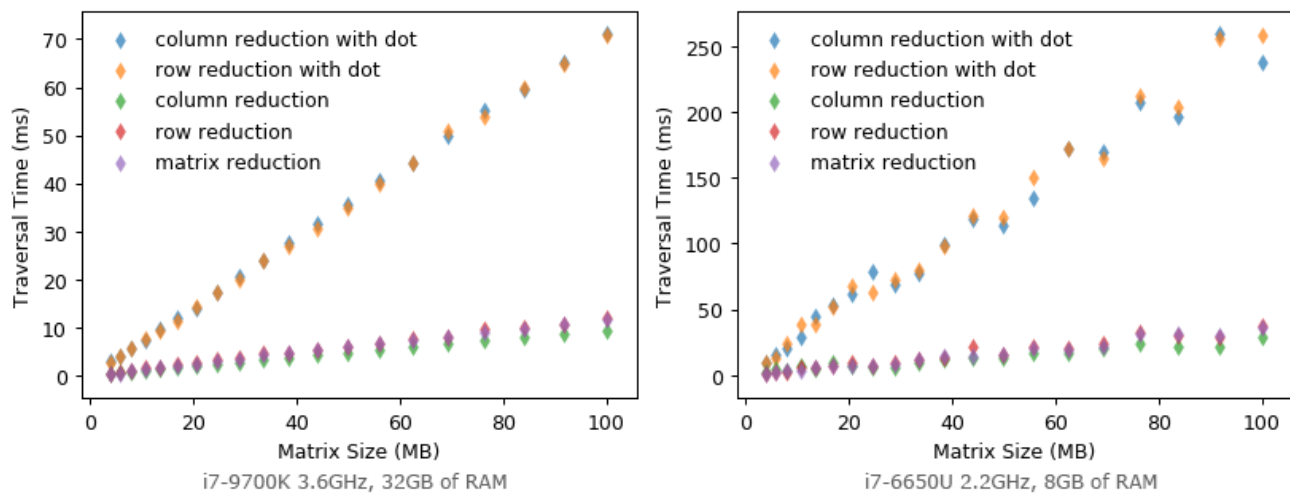 70
60
50
40
30
20
10
0
Traversal Time (ms)
column reduction with dot
row reduction with dot
column reduction
row reduction
matrix reduction
0 20 40 60 80 100
Matrix Size (MB)
i7-9700K 3.6GHz, 32GB of RAM
250
200
150
100
50
0
Traversal Time (ms)
column reduction with dot
row reduction with dot
column reduction
row reduction
matrix reduction
0 20 40 60 80 100
Matrix Size (MB)
i7-6650U 2.2GHz, 8GB of RAM